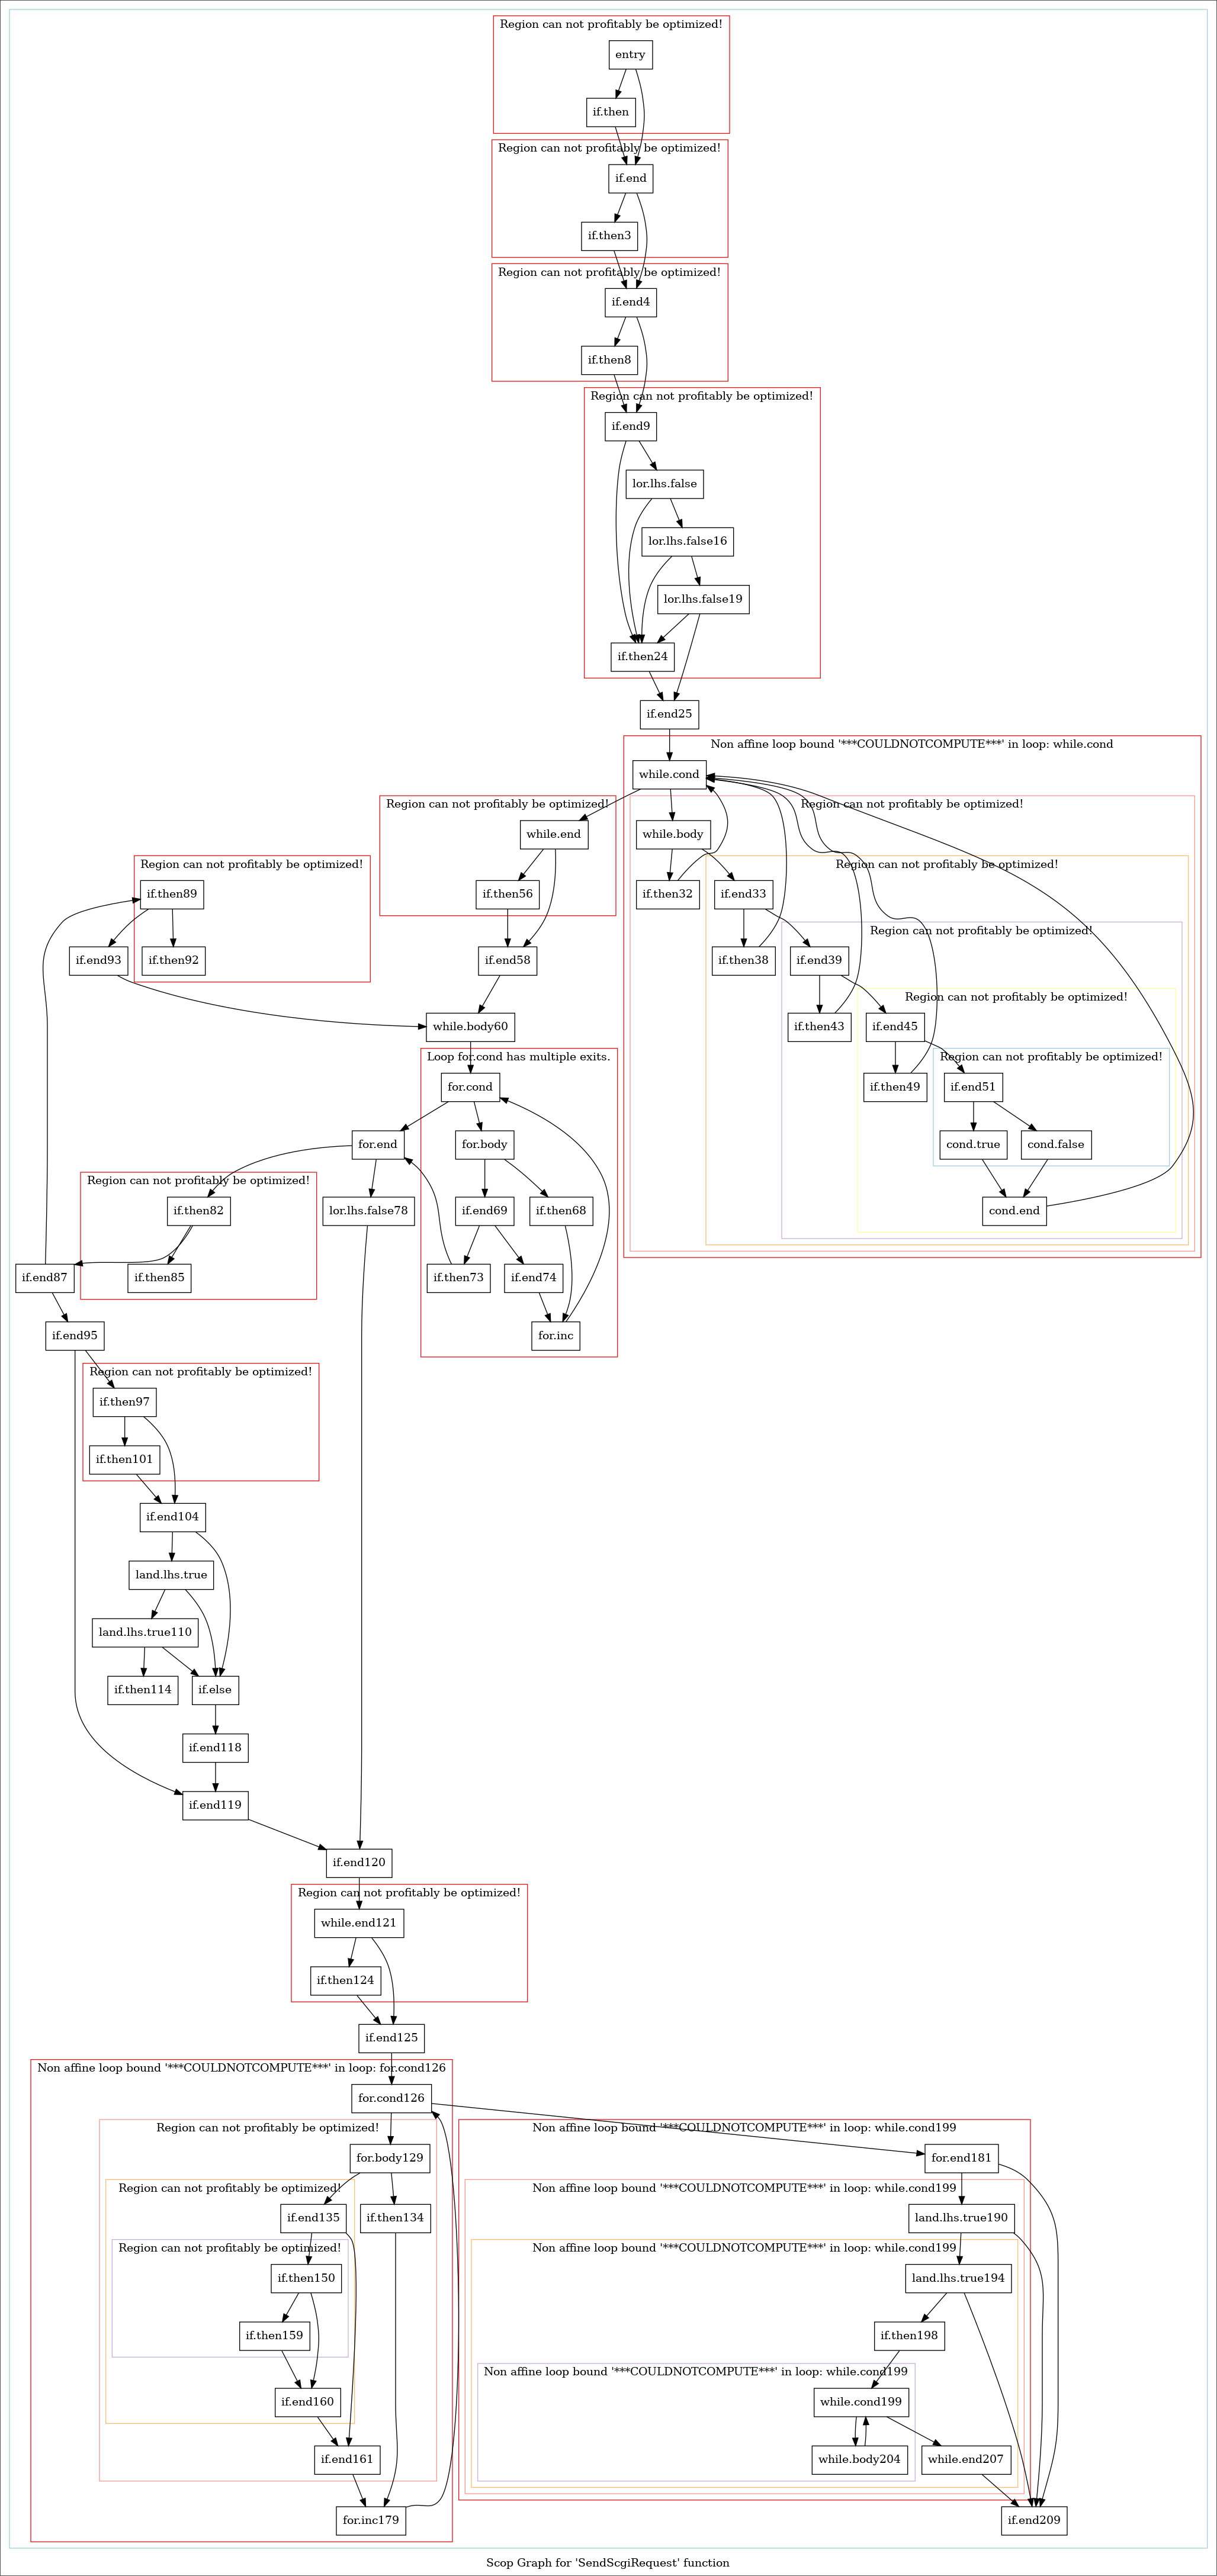 Region can not profitably be optimized!
entry
if.then
Region can not profitably be optimized!
if.end
if.then3
Region can not profitably be optimized!
if.end4
if.then8
Region can not profitably be optimized!
if.end9
lor.lhs.false
lor.lhs.false16
lor.lhs.false19
if.then24
if.end25
Non affine loop bound '***COULDNOTCOMPUTE***' in loop: while.cond
while.cond
Region can not profitably be optimized!
while.body
if.then32
Region can not profitably be optimized!
if.end33
if.then38
Region can not profitably be optimized!
if.end39
if.then43
Region can not profitably be optimized!
if.end45
if.then49
Region can not profitably be optimized!
if.end51
cond.true
cond.false
cond.end
Region can not profitably be optimized!
while.end
if.then56
if.end58
Region can not profitably be optimized!
if.then89
if.end93
if.then92
while.body60
Loop for.cond has multiple exits.
for.cond
for.body
if.end69
if.then68
if.then73
if.end74
for.inc
for.end
lor.lhs.false78
Region can not profitably be optimized!
if.then82
if.then85
if.end87
if.end95
Region can not profitably be optimized!
if.then97
if.then101
if.end104
land.lhs.true
land.lhs.true110
if.then114
if.else
if.end118
if.end119
if.end120
Region can not profitably be optimized!
while.end121
if.then124
if.end125
Non affine loop bound '***COULDNOTCOMPUTE***' in loop: for.cond126
for.cond126
Region can not profitably be optimized!
for.body129
Region can not profitably be optimized!
if.end135
if.then134
Region can not profitably be optimized!
if.then150
if.then159
if.end160
if.end161
for.inc179
Non affine loop bound '***COULDNOTCOMPUTE***' in loop: while.cond199
for.end181
Non affine loop bound '***COULDNOTCOMPUTE***' in loop: while.cond199
land.lhs.true190
Non affine loop bound '***COULDNOTCOMPUTE***' in loop: while.cond199
land.lhs.true194
if.then198
Non affine loop bound '***COULDNOTCOMPUTE***' in loop: while.cond199
while.cond199
while.body204
while.end207
if.end209
Scop Graph for 'SendScgiRequest' function